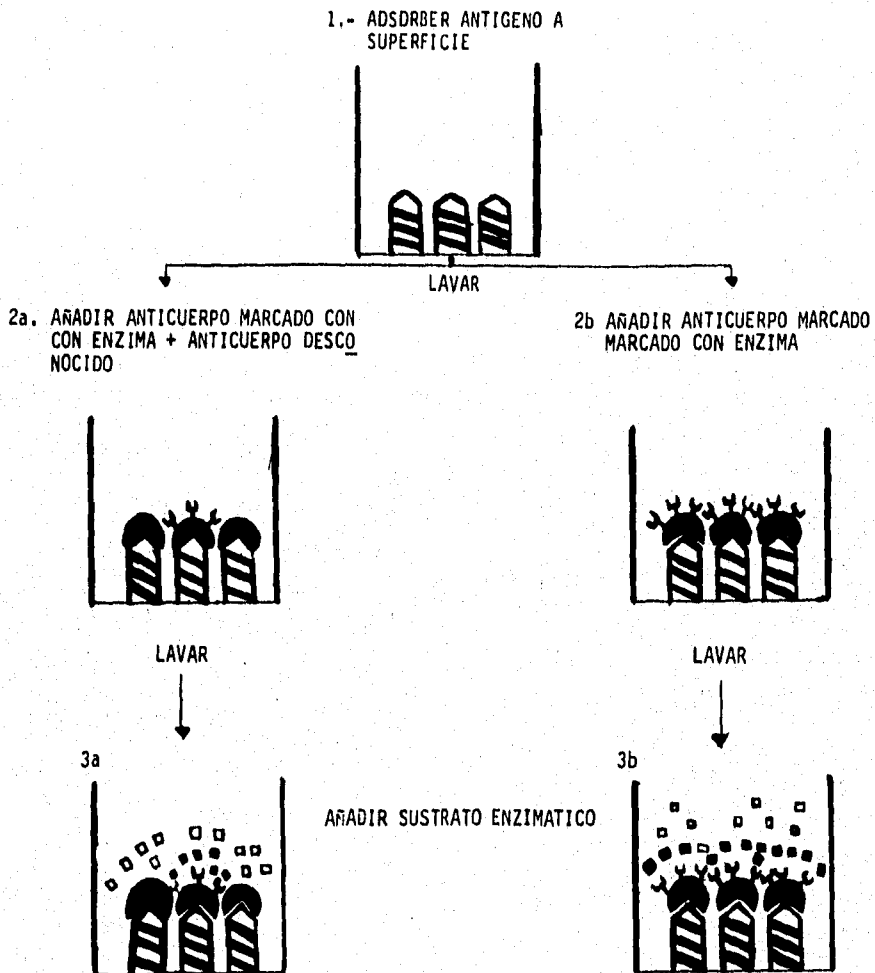 1.- ADSDRBER ANTIGENO A
SUPERFICIE
LAVAR
2a. AÑADIR ANTICUERPO MARCADO CON
CON ENZIMA + ANTICUERPO DESCO
NOCIDO
2b AÑADIR ANTICUERPO MARCADO
MARCADO CON ENZIMA
LAVAR
LAVAR
3a
3b
AÑADIR SUSTRATO ENZIMATICO